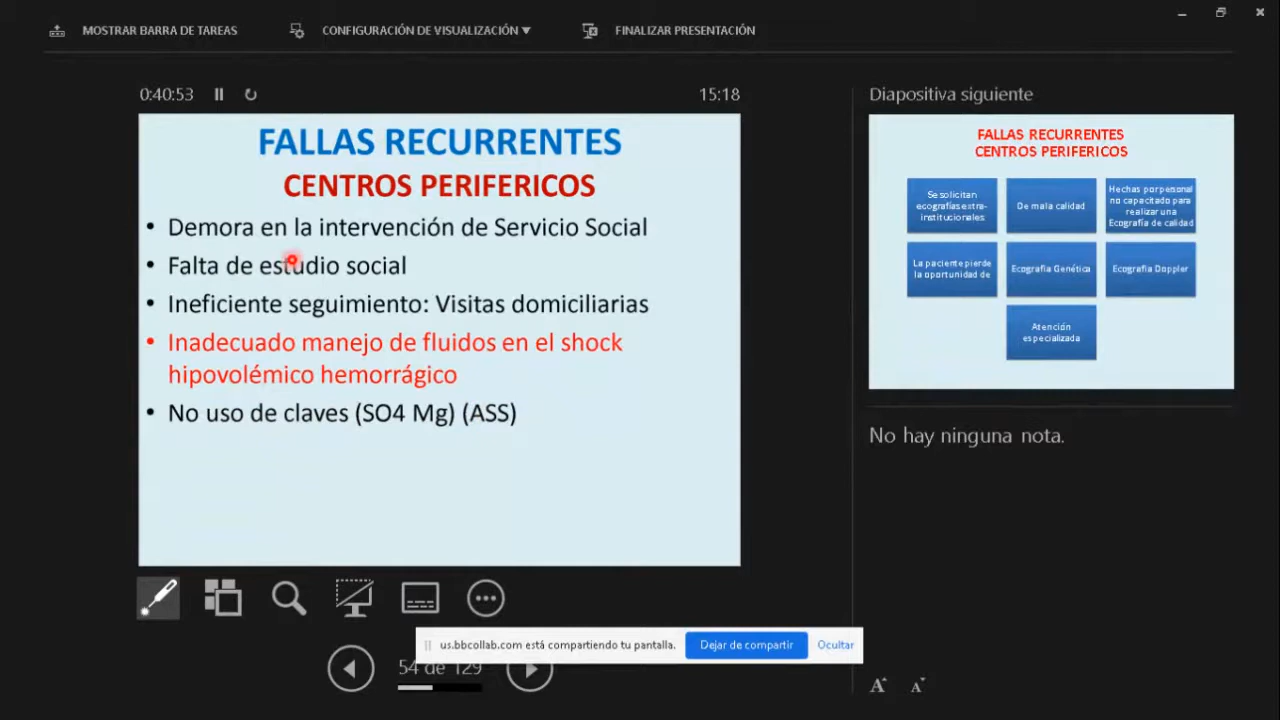 MOSTRAR BARRA DE TAREAS
CONFIGURACIÓN DE VISUALIZACIÓN ▼
FINALIZAR PRESENTACIÓN
0:40:53
15:18
FALLAS RECURRENTES
CENTROS PERIFERICOS
• Demora en la intervención de Servicio Social
• Falta de estudio social
• Ineficiente seguimiento: Visitas domiciliarias
• Inadecuado manejo de fluidos en el shock
hipovolémico hemorrágico
• No uso de claves (SO4 Mg) (ASS)
Diapositiva siguiente
FALLAS RECURRENTES
CENTROS PERIFERICOS
Se solicitan
ecografías extra-
institucionales
De mala calidad
Hechas por personal
no capacitado para
realizar una
Ecografía de calidad
La paciente pierde
la oportunidad de
Ecografía Genética
Ecografía Doppler
Atención
especializada
No hay ninguna nota.
us.bbcollab.com está compartiendo tu pantalla.
Dejar de compartir
Ocultar
54 de 129
A A